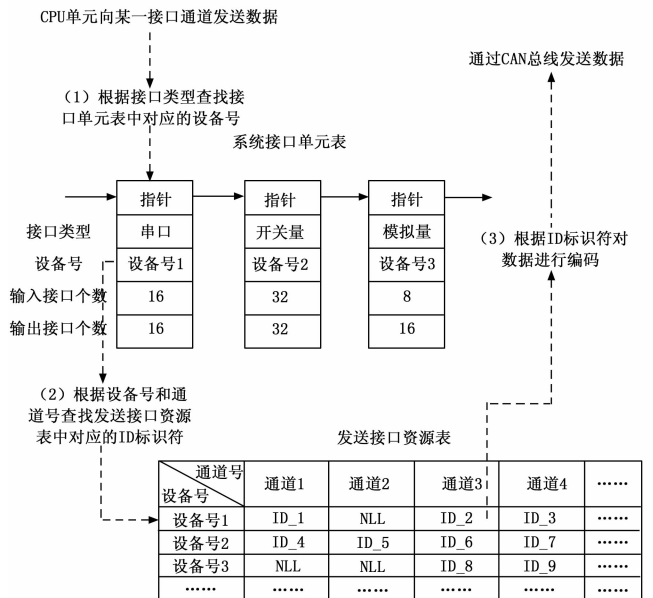 CPU单元向某一接口通道发送数据
通过CAN总线发送数据
（1）根据接口类型查找接
口单元表中对应的设备号
系统接口单元表
指针 指针 指针
接口类型 串口 开关量 模拟量
设备号 设备号1 设备号2 设备号3
输入接口个数 16 32 8
输出接口个数 16 32 16
（3）根据ID标识符对
数据进行编码
（2）根据设备号和通
道号查找发送接口资源
表中对应的ID标识符
发送接口资源表
通道号
设备号
通道1 通道2 通道3 通道4 ……
设备号1 ID_1 NLL ID_2 ID_3 ……
设备号2 ID_4 ID_5 ID_6 ID_7 ……
设备号3 NLL NLL ID_8 ID_9 ……
…… …… …… …… …… ……